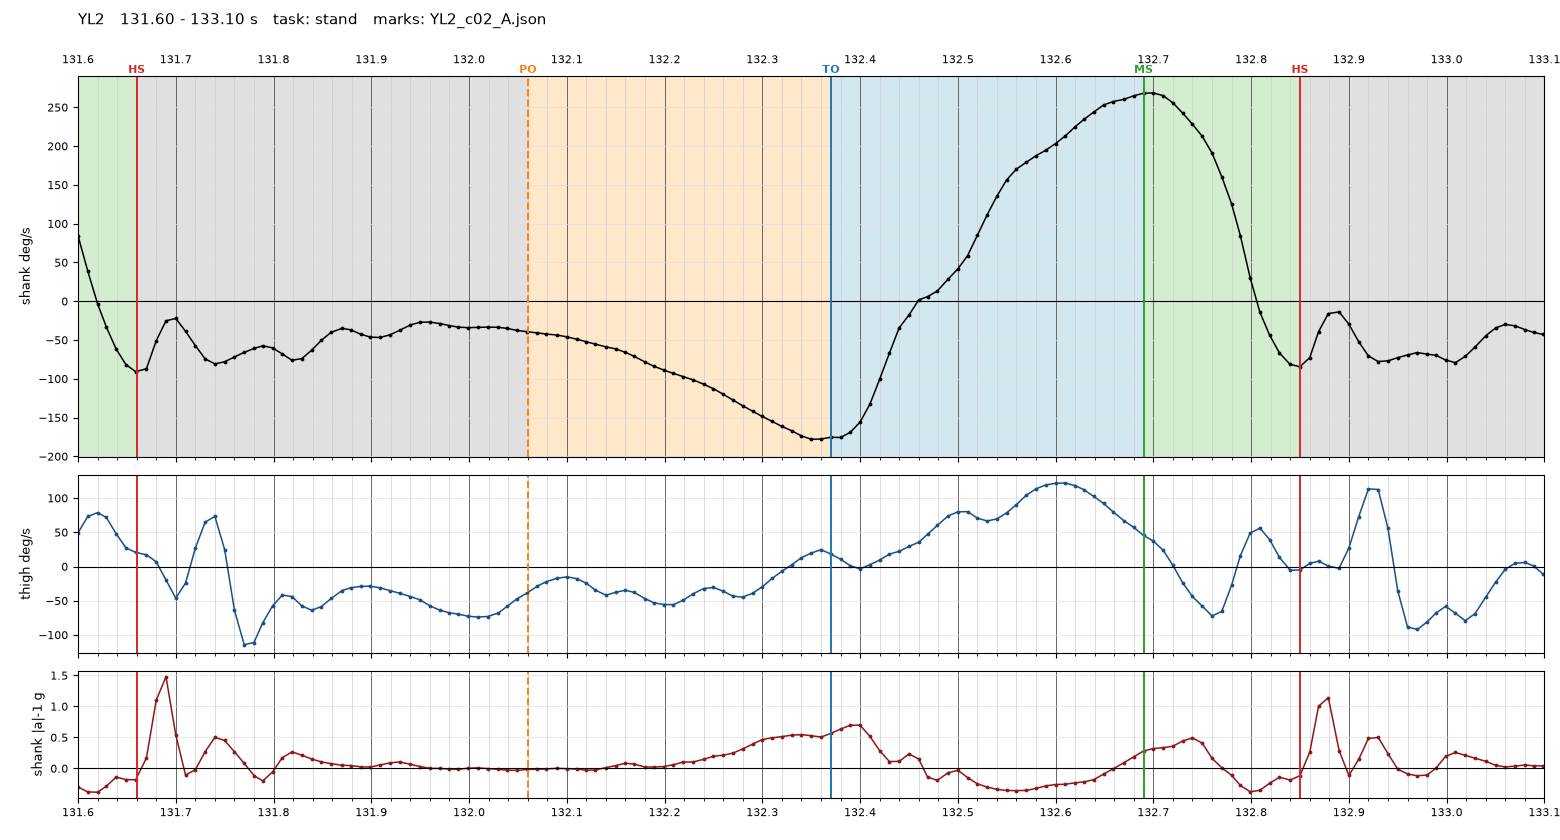 YL2   131.60 - 133.10 s   task: stand   marks: YL2_c02_A.json
131.6 131.7 131.8 131.9 132.0 132.1 132.2 132.3 132.4 132.5 132.6 132.7 132.8 132.9 133.0 133.1
HS PO TO MS HS
250
200
150
100
50
0
−50
−100
−150
−200
shank deg/s
100
50
0
−50
−100
thigh deg/s
1.5
1.0
0.5
0.0
shank |a|-1 g
131.6 131.7 131.8 131.9 132.0 132.1 132.2 132.3 132.4 132.5 132.6 132.7 132.8 132.9 133.0 133.1